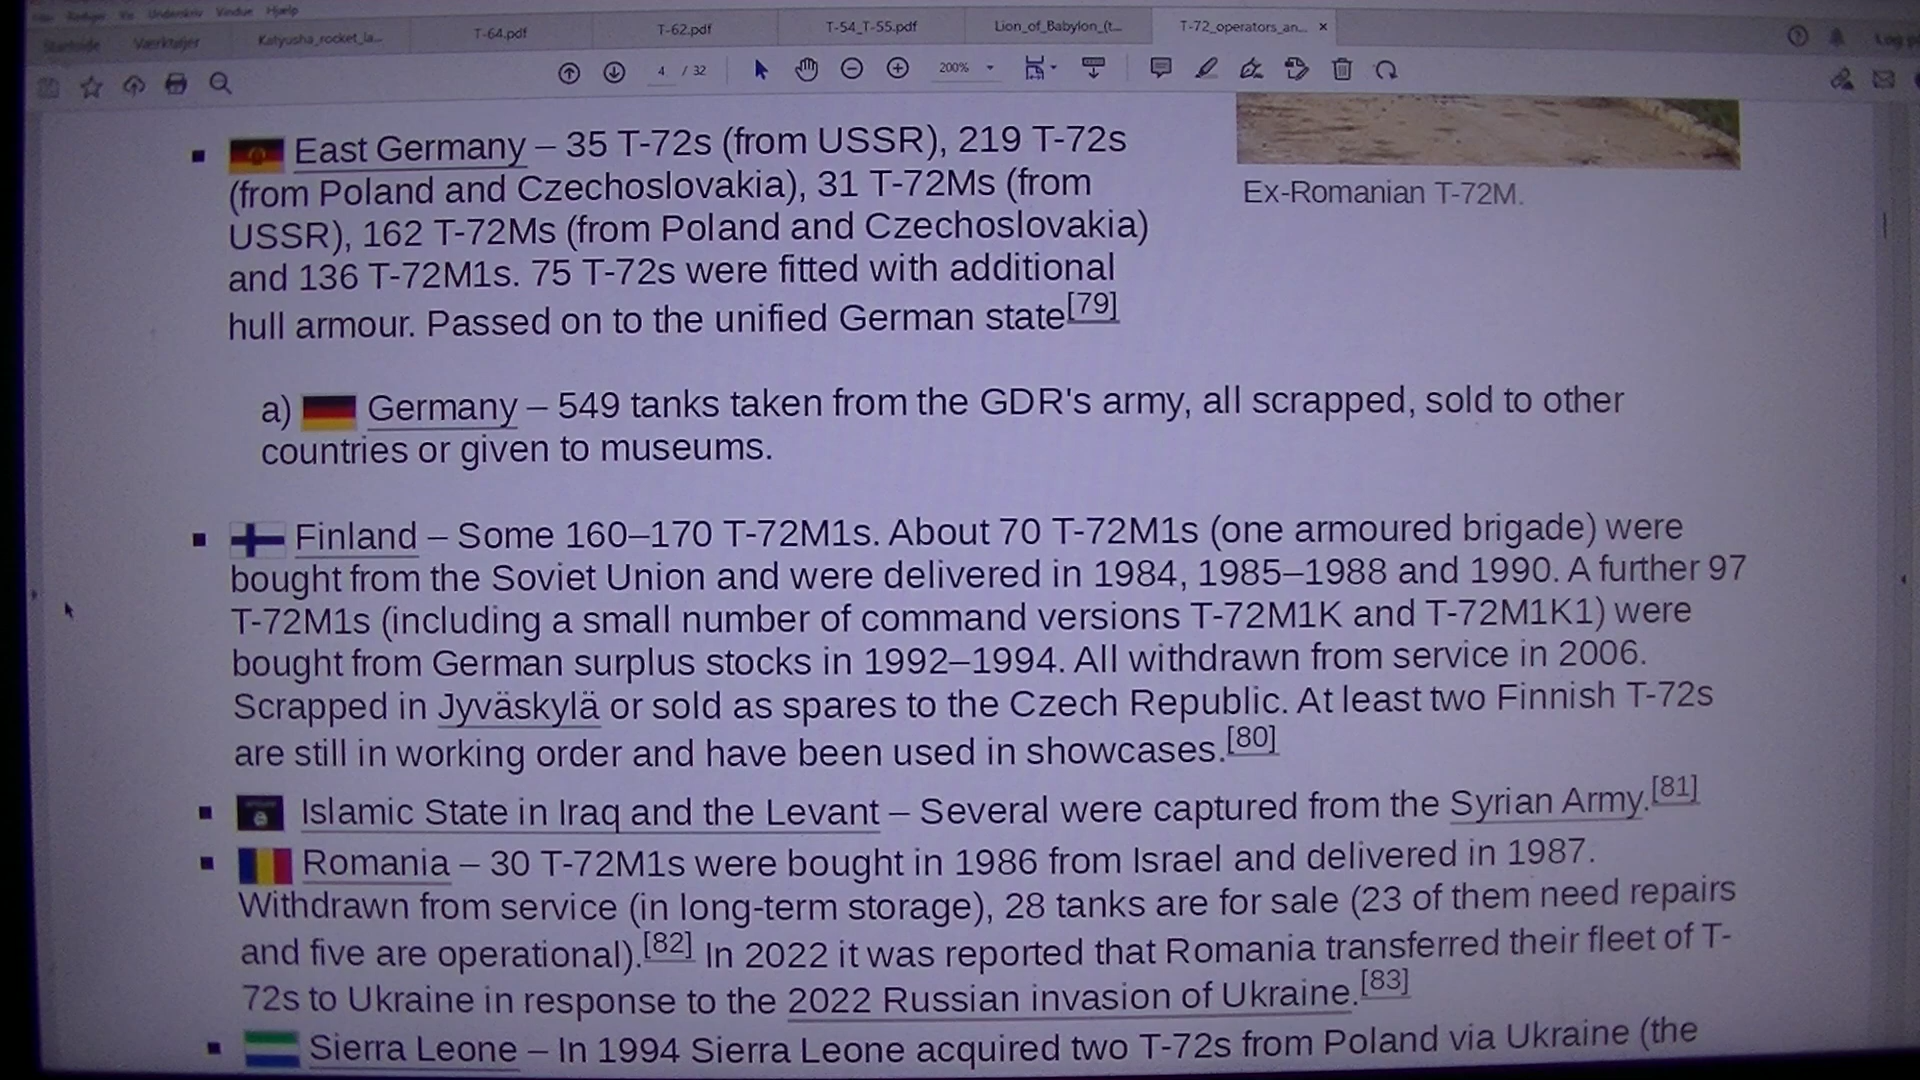 Vindue Hjælp
Startside Værktøjer Katyusha_rocket_la... T-64.pdf T-62.pdf T-54_T-55.pdf Lion_of_Babylon_(t... T-72_operators_an... ×
4 / 32 200%
▪ East Germany – 35 T-72s (from USSR), 219 T-72s
(from Poland and Czechoslovakia), 31 T-72Ms (from
USSR), 162 T-72Ms (from Poland and Czechoslovakia)
and 136 T-72M1s. 75 T-72s were fitted with additional
hull armour. Passed on to the unified German state[79]
Ex-Romanian T-72M.
a) Germany – 549 tanks taken from the GDR's army, all scrapped, sold to other
countries or given to museums.
▪ Finland – Some 160–170 T-72M1s. About 70 T-72M1s (one armoured brigade) were
bought from the Soviet Union and were delivered in 1984, 1985–1988 and 1990. A further 97
T-72M1s (including a small number of command versions T-72M1K and T-72M1K1) were
bought from German surplus stocks in 1992–1994. All withdrawn from service in 2006.
Scrapped in Jyväskylä or sold as spares to the Czech Republic. At least two Finnish T-72s
are still in working order and have been used in showcases.[80]
▪ Islamic State in Iraq and the Levant – Several were captured from the Syrian Army.[81]
▪ Romania – 30 T-72M1s were bought in 1986 from Israel and delivered in 1987.
Withdrawn from service (in long-term storage), 28 tanks are for sale (23 of them need repairs
and five are operational).[82] In 2022 it was reported that Romania transferred their fleet of T-
72s to Ukraine in response to the 2022 Russian invasion of Ukraine.[83]
▪ Sierra Leone – In 1994 Sierra Leone acquired two T-72s from Poland via Ukraine (the